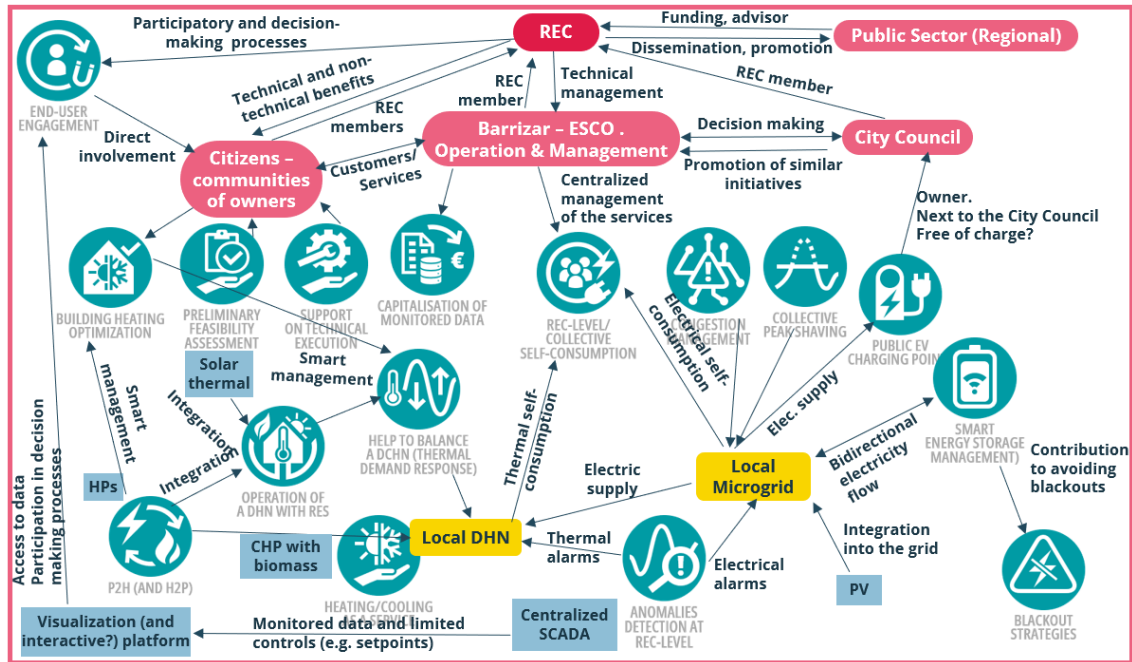 Participatory and decision-
making processes
REC
Funding, advisor
Public Sector (Regional)
Dissemination, promotion
END-USER
ENGAGEMENT
Technical and non-
technical benefits
REC
member
Technical
management
REC member
Direct
involvement
REC
members
Barrizar – ESCO .
Operation & Management
Decision making
City Council
Citizens –
communities
of owners
Customers/
Services
Promotion of similar
initiatives
Centralized
management
of the services
Owner.
Next to the City Council
Free of charge?
BUILDING HEATING
OPTIMIZATION
PRELIMINARY
FEASIBILITY
ASSESSMENT
SUPPORT
ON TECHNICAL
EXECUTION
CAPITALISATION OF
MONITORED DATA
REC-LEVEL/
COLLECTIVE
SELF-CONSUMPTION
CONGESTION
MANAGEMENT
COLLECTIVE
PEAK SHAVING
PUBLIC EV
CHARGING POIN
Electrical self-
consumption
Solar
thermal
Smart
management
Smart
management
Integration
Integration
HELP TO BALANCE
A DCHN (THERMAL
DEMAND RESPONSE)
Thermal self-
consumption
Elec. supply
SMART
ENERGY STORAGE
MANAGEMENT)
Bidirectional
electricity
flow
Contribution
to avoiding
blackouts
Access to data
Participation in decision
making processes
HPs
OPERATION OF
A DHN WITH RES
Electric
supply
Local
Microgrid
P2H (AND H2P)
CHP with
biomass
Local DHN
Thermal
alarms
Electrical
alarms
Integration
into the grid
PV
HEATING/COOLING
AS A SERVICE
ANOMALIES
DETECTION AT
REC-LEVEL
BLACKOUT
STRATEGIES
Visualization (and
interactive?) platform
Monitored data and limited
controls (e.g. setpoints)
Centralized
SCADA